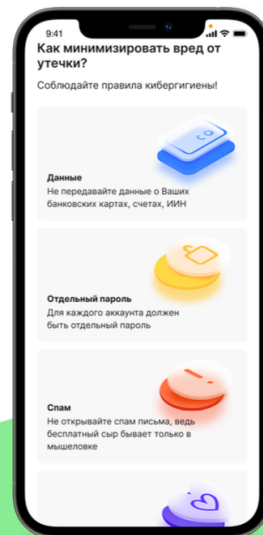 9:41
Как минимизировать вред от
утечки?
Соблюдайте правила кибергигиены!
Данные
Не передавайте данные о Ваших
банковских картах, счетах, ИИН
Отдельный пароль
Для каждого аккаунта должен
быть отдельный пароль
Спам
Не открывайте спам письма, ведь
бесплатный сыр бывает только в
мышеловке